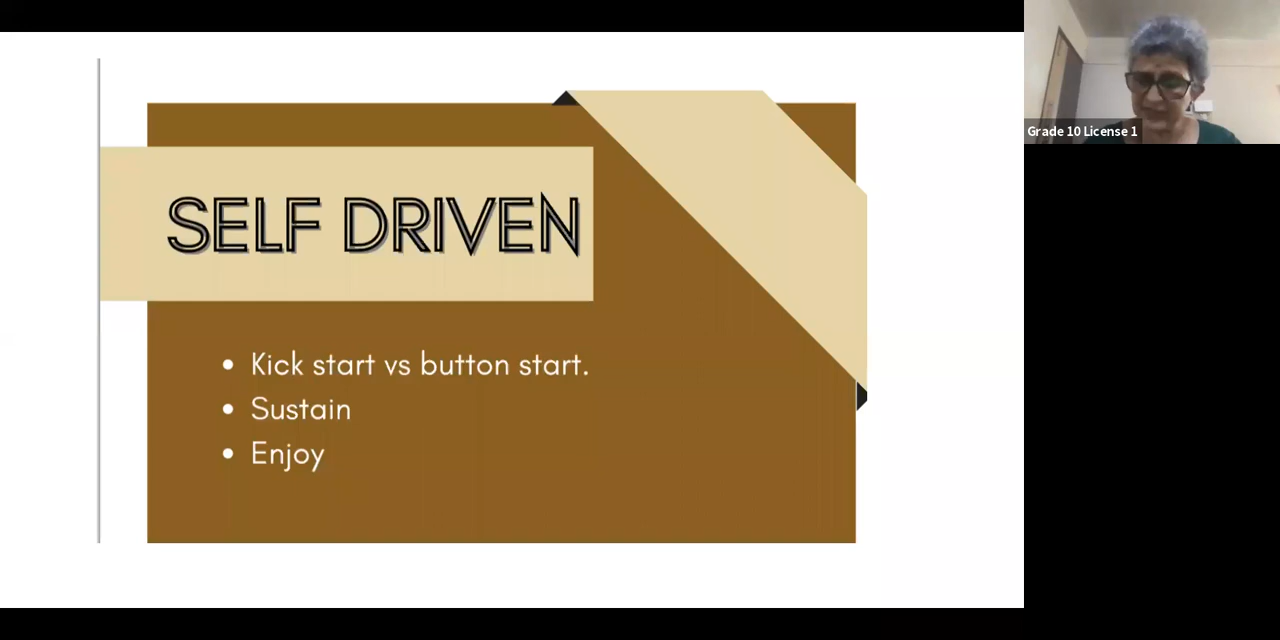 SELF DRIVEN
Kick start vs button start.
Sustain
Enjoy
Grade 10 License 1